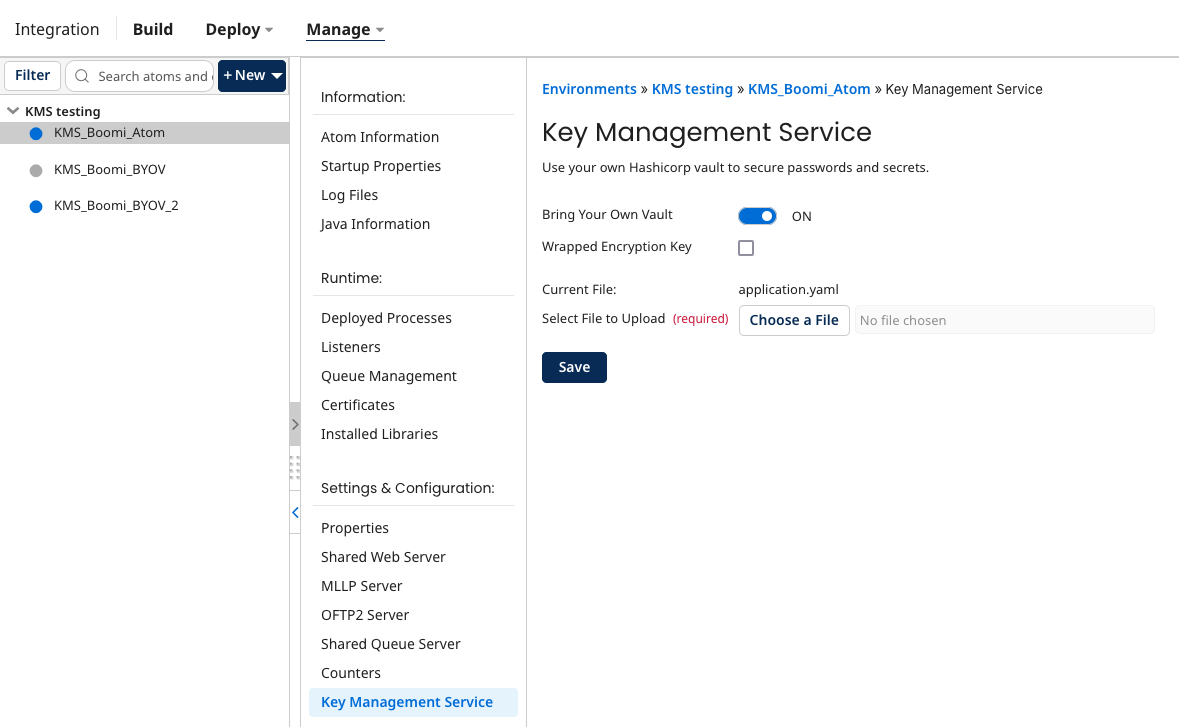 Integration Build Deploy Manage
Filter Search atoms and + New
KMS testing
KMS_Boomi_Atom
KMS_Boomi_BYOV
KMS_Boomi_BYOV_2
Information:
Atom Information
Startup Properties
Log Files
Java Information
Runtime:
Deployed Processes
Listeners
Queue Management
Certificates
Installed Libraries
Settings & Configuration:
Properties
Shared Web Server
MLLP Server
OFTP2 Server
Shared Queue Server
Counters
Key Management Service
Environments » KMS testing » KMS_Boomi_Atom » Key Management Service
Key Management Service
Use your own Hashicorp vault to secure passwords and secrets.
Bring Your Own Vault ON
Wrapped Encryption Key
Current File: application.yaml
Select File to Upload (required) Choose a File No file chosen
Save